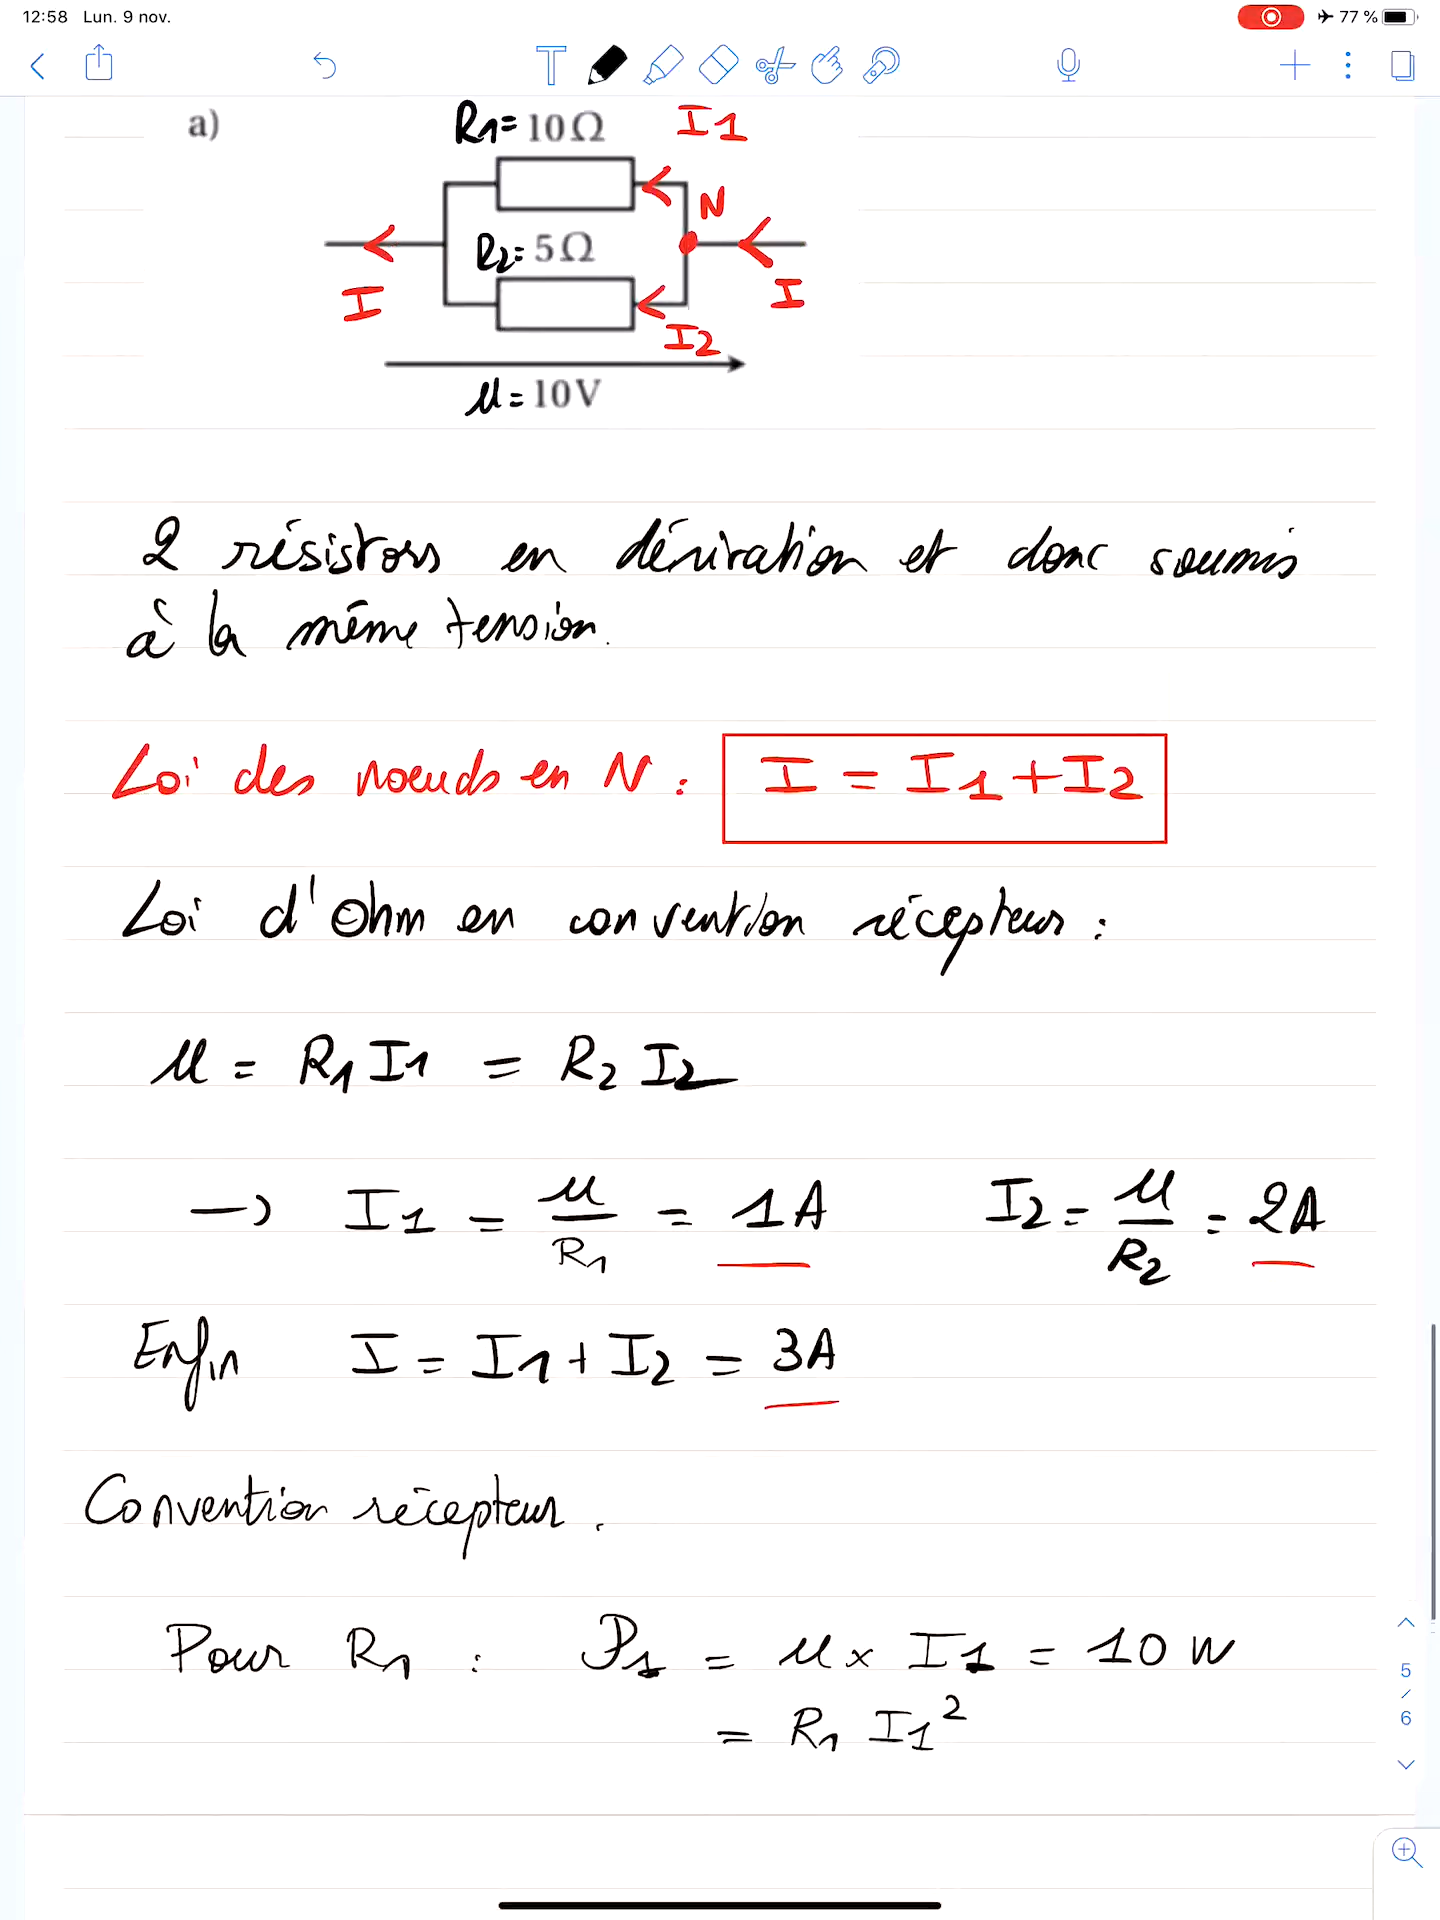 12:58 Lun. 9 nov. 77 %
a) R1= 10Ω I1
N
R2= 5Ω
I I
I2
u= 10V
2 résistors en dérivation et donc soumis
à la même tension.
Loi des noeuds en N : I = I1 + I2
Loi d'Ohm en convention récepteur :
u = R1 I1 = R2 I2
→ I1 = u/R1 = 1A I2 = u/R2 = 2A
Enfin I = I1 + I2 = 3A
Convention récepteur.
Pour R1 : P1 = u x I1 = 10 W
= R1 I1²
5
/
6